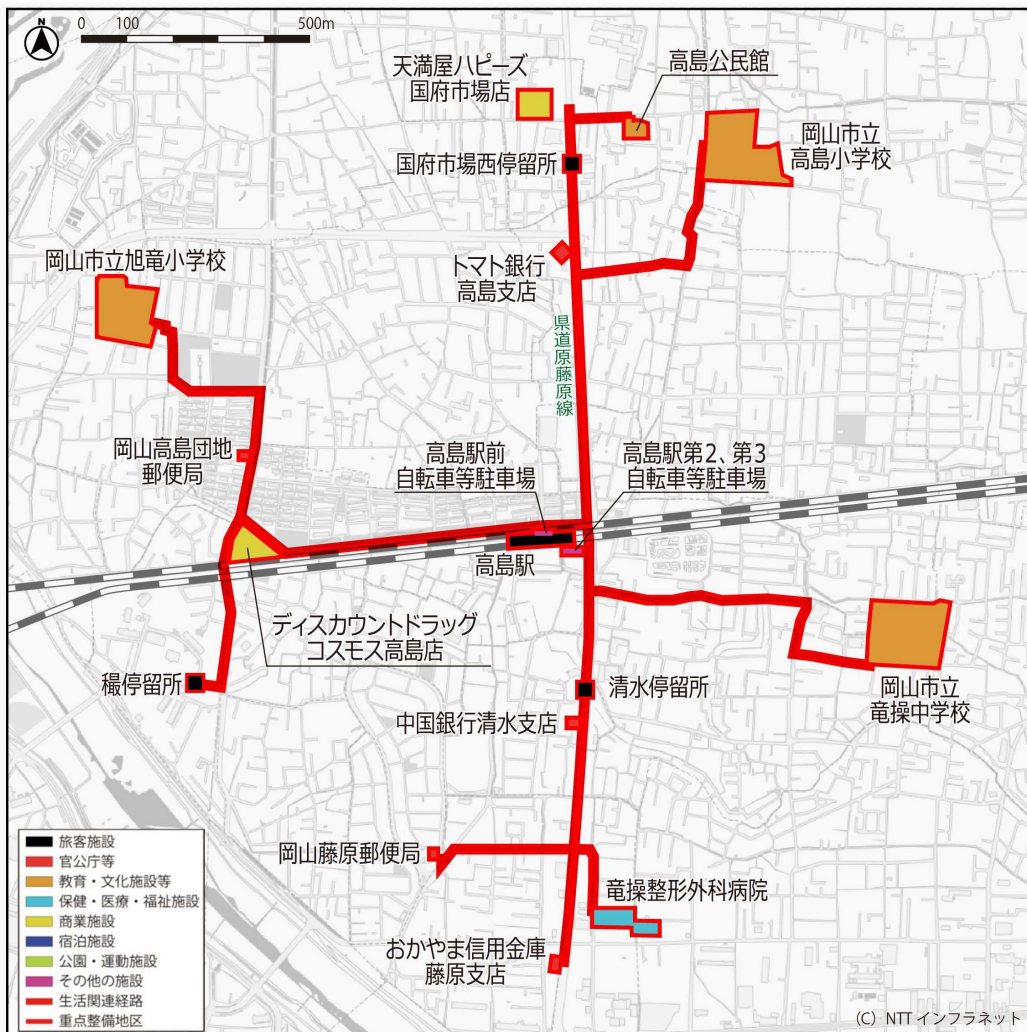 N
0 100 500m
天満屋ハピーズ
国府市場店
高島公民館
岡山市立
高島小学校
国府市場西停留所
岡山市立旭竜小学校
トマト銀行
高島支店
県道原藤原線
岡山高島団地
郵便局
高島駅前
自転車等駐車場
高島駅第2、第3
自転車等駐車場
高島駅
ディスカウントドラッグ
コスモス高島店
穝停留所
清水停留所
岡山市立
竜操中学校
中国銀行清水支店
岡山藤原郵便局
竜操整形外科病院
おかやま信用金庫
藤原支店
旅客施設
官公庁等
教育・文化施設等
保健・医療・福祉施設
商業施設
宿泊施設
公園・運動施設
その他の施設
生活関連経路
重点整備地区
(C) NTT インフラネット